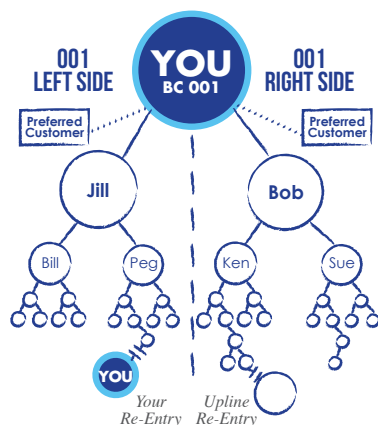 YOU
BC 001
001
LEFT SIDE
001
RIGHT SIDE
Preferred
Customer
Preferred
Customer
Jill
Bob
Bill
Peg
Ken
Sue
YOU
Your
Re-Entry
Upline
Re-Entry